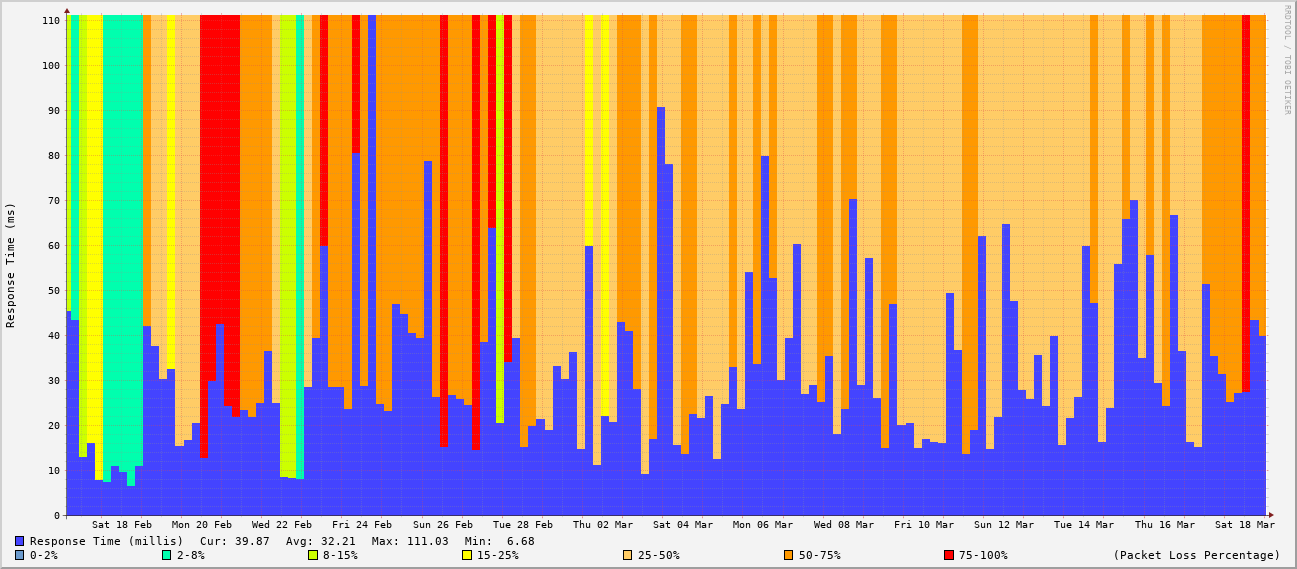 RRDTOOL / TOBI OETIKER
Response Time (ms)
110
100
90
80
70
60
50
40
30
20
10
0
Sat 18 Feb Mon 20 Feb Wed 22 Feb Fri 24 Feb Sun 26 Feb Tue 28 Feb Thu 02 Mar Sat 04 Mar Mon 06 Mar Wed 08 Mar Fri 10 Mar Sun 12 Mar Tue 14 Mar Thu 16 Mar Sat 18 Mar
Response Time (millis) Cur: 39.87 Avg: 32.21 Max: 111.03 Min: 6.68
0-2% 2-8% 8-15% 15-25% 25-50% 50-75% 75-100% (Packet Loss Percentage)